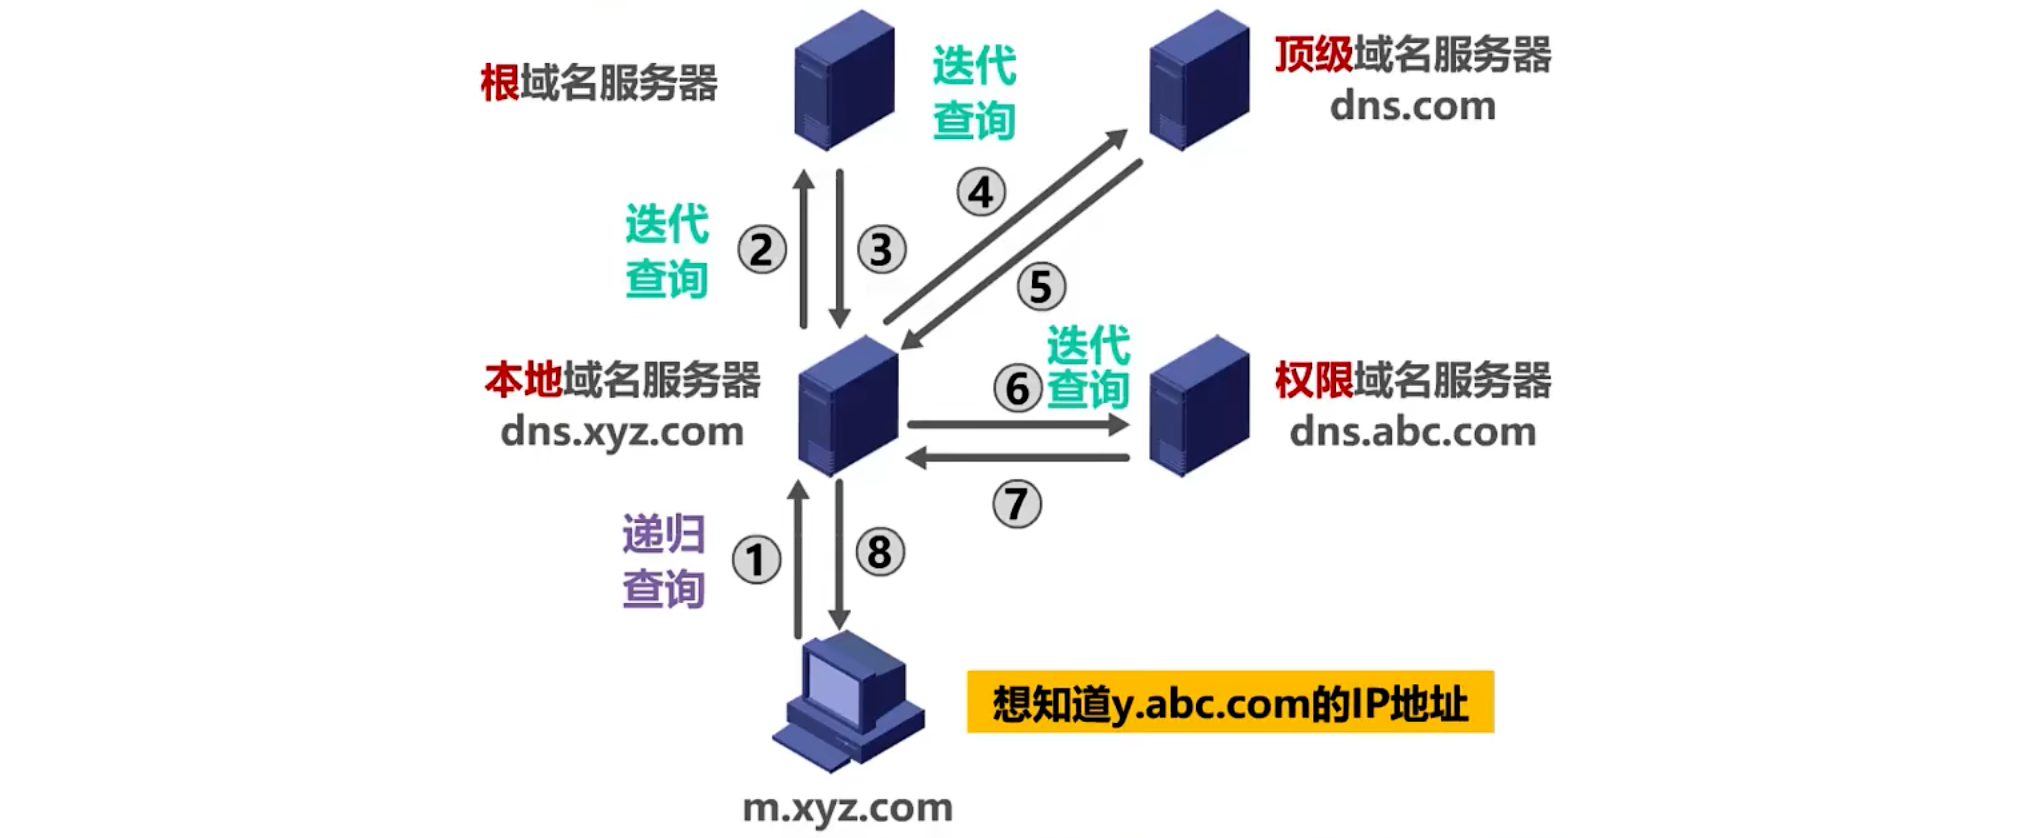 根域名服务器
迭代
查询
顶级域名服务器
dns.com
④
迭代
查询
②
③
⑤
本地域名服务器
dns.xyz.com
⑥
迭代
查询
权限域名服务器
dns.abc.com
⑦
递归
查询
①
⑧
想知道y.abc.com的IP地址
m.xyz.com